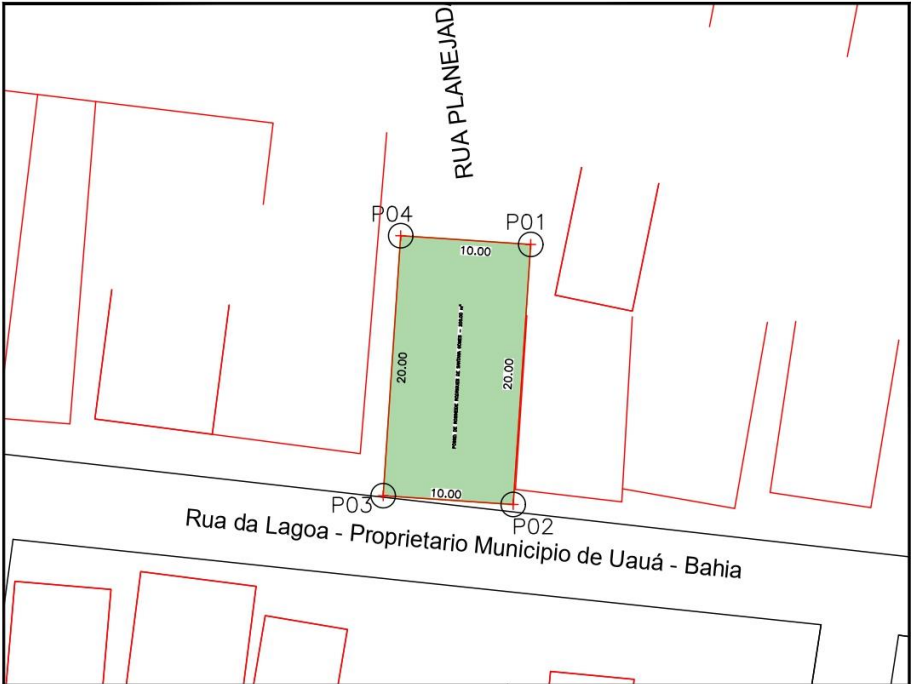 RUA PLANEJAD
P04
P01
10.00
20.00
20.00
10.00
P03
P02
Rua da Lagoa - Proprietario Municipio de Uauá - Bahia